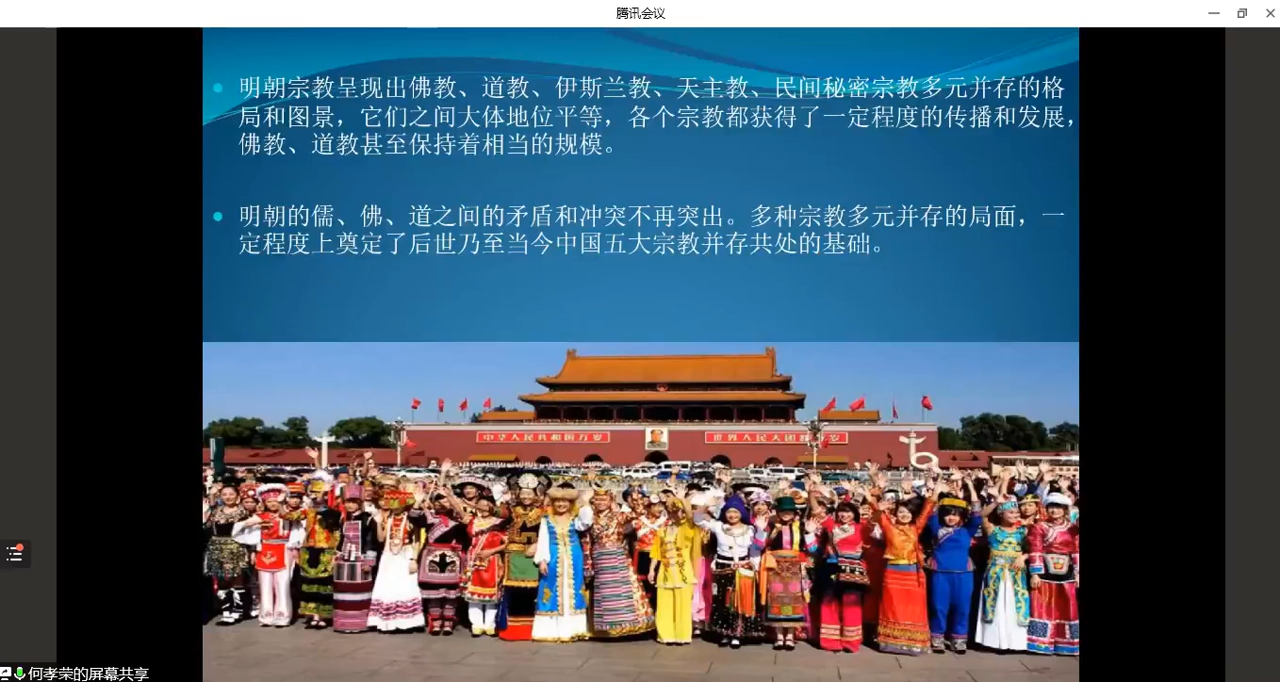 腾讯会议
明朝宗教呈现出佛教、道教、伊斯兰教、天主教、民间秘密宗教多元并存的格
局和图景，它们之间大体地位平等，各个宗教都获得了一定程度的传播和发展，
佛教、道教甚至保持着相当的规模。
明朝的儒、佛、道之间的矛盾和冲突不再突出。多种宗教多元并存的局面，一
定程度上奠定了后世乃至当今中国五大宗教并存共处的基础。
中华人民共和国万岁
世界人民大团结万岁
何孝荣的屏幕共享